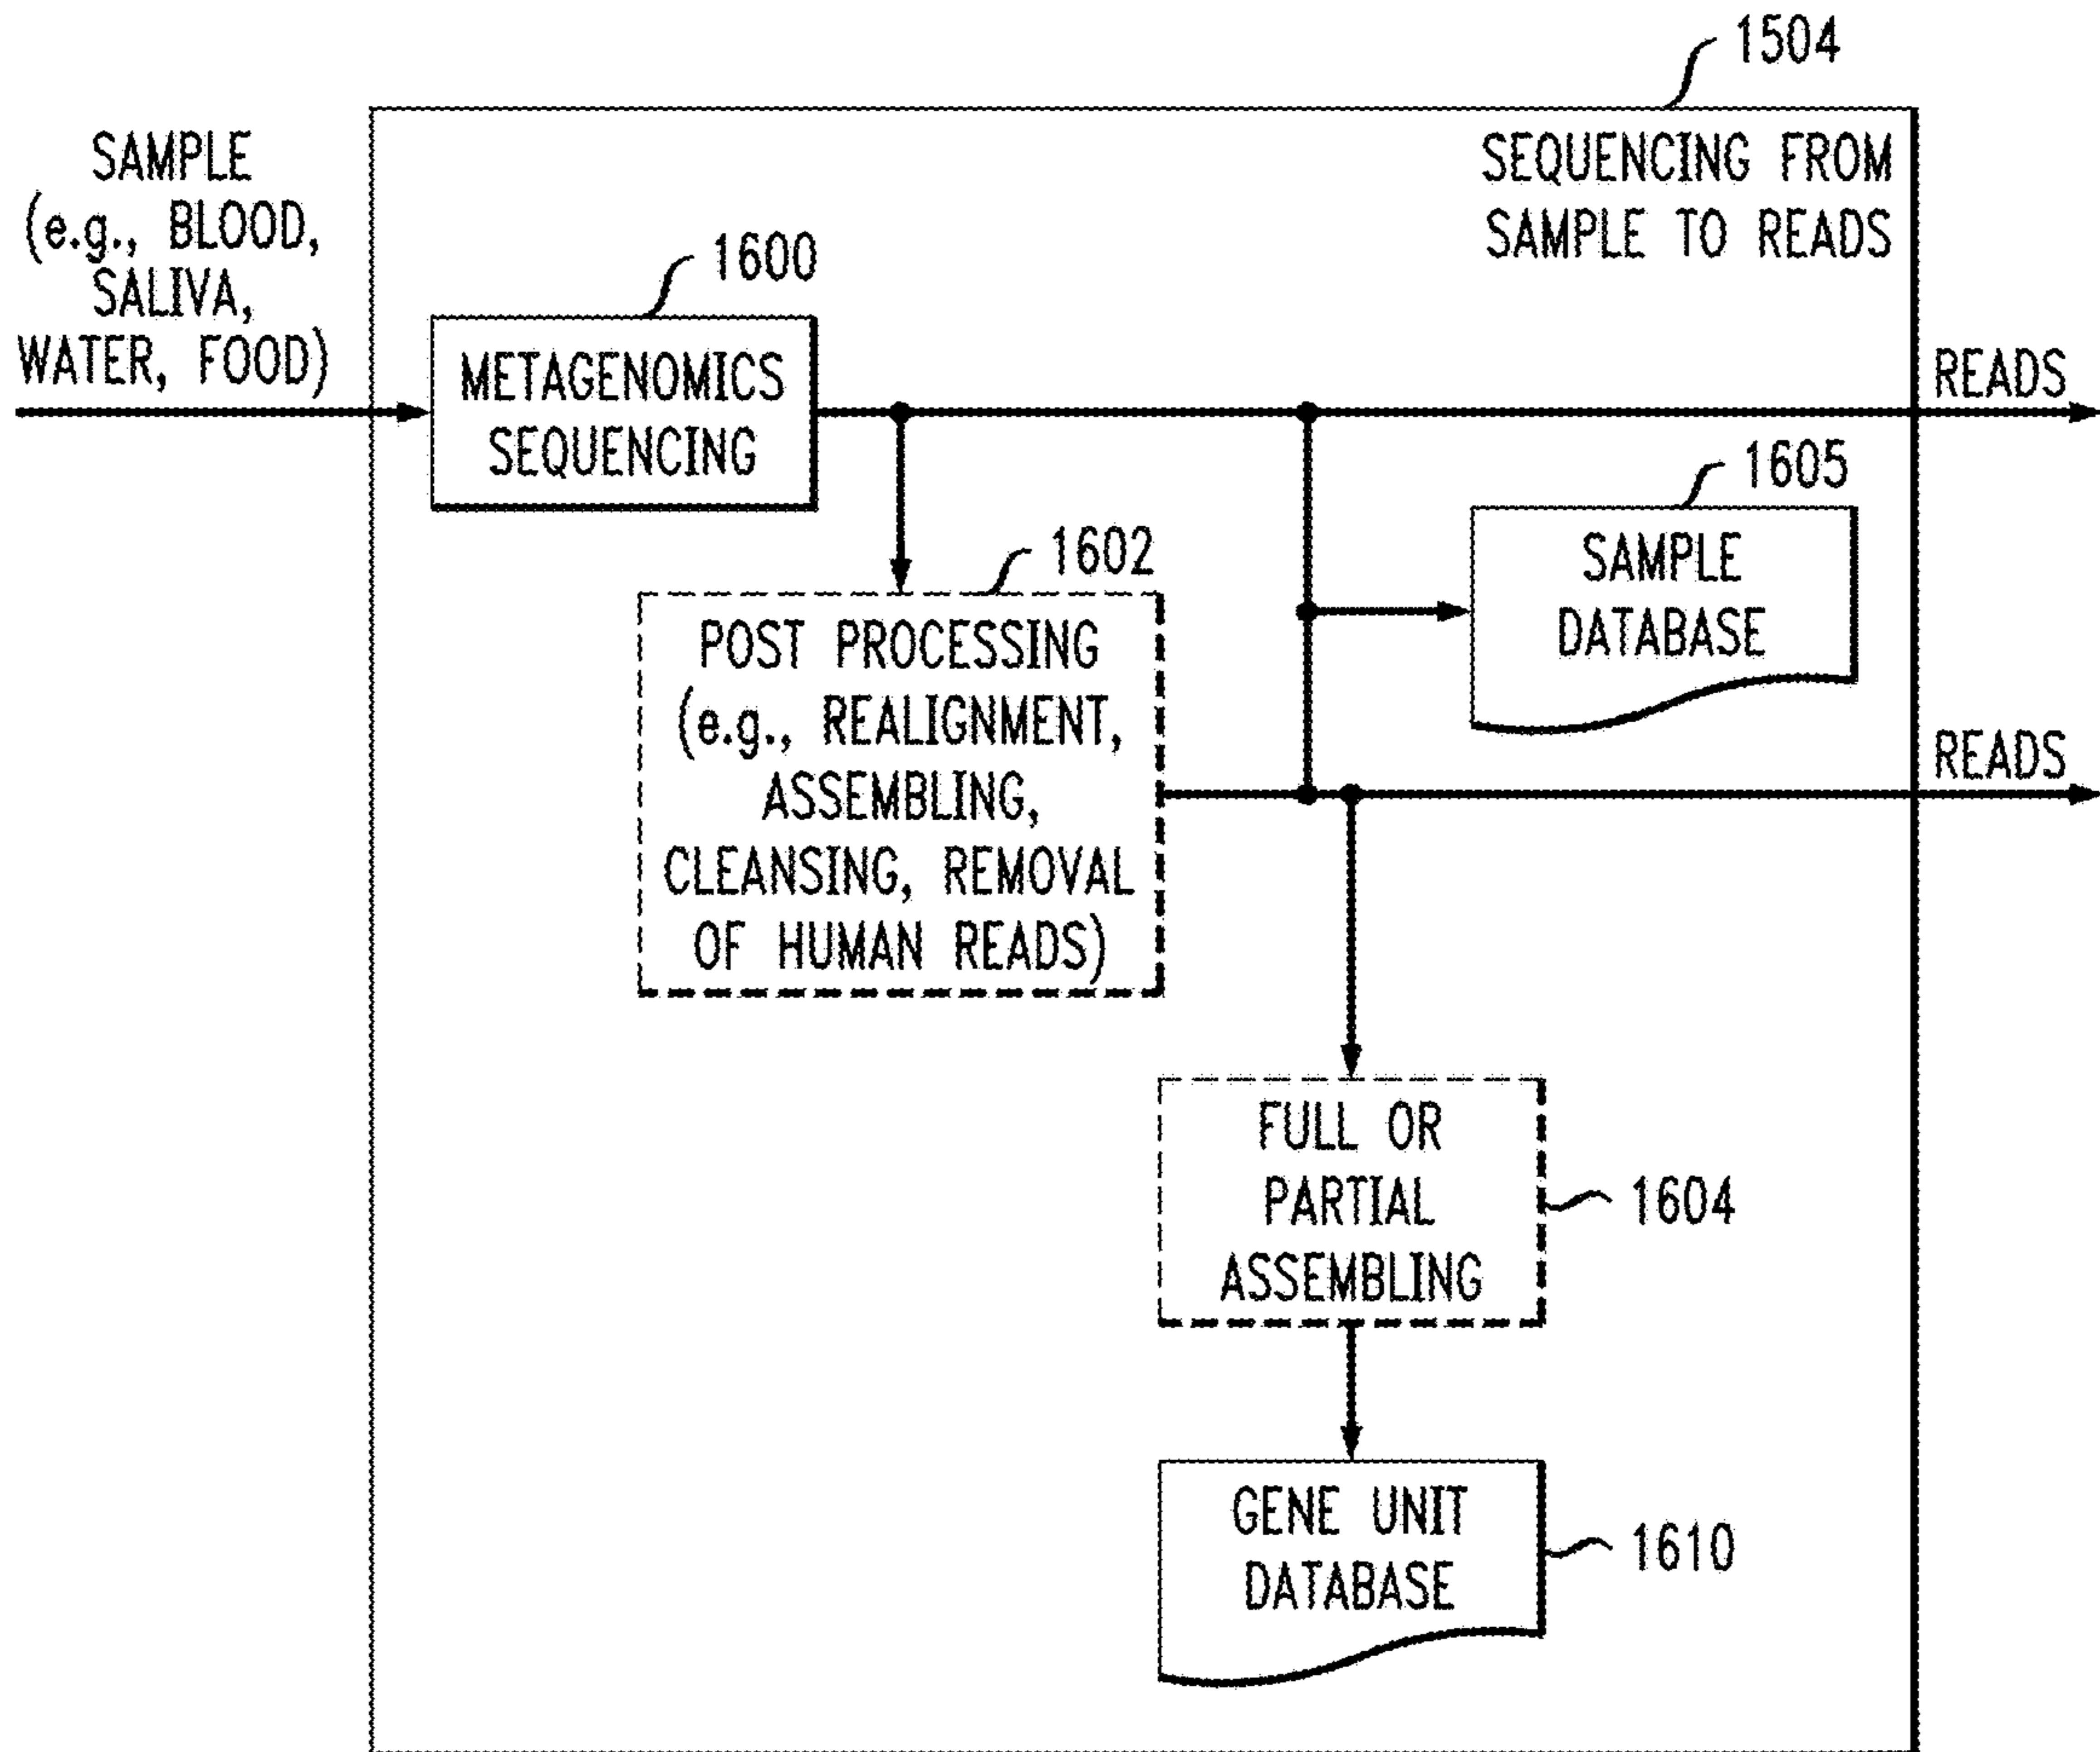 1504
SAMPLE
(e.g., BLOOD,
SALIVA,
WATER, FOOD)
SEQUENCING FROM
SAMPLE TO READS
1600
METAGENOMICS
SEQUENCING
READS
1605
SAMPLE
DATABASE
1602
POST PROCESSING
(e.g., REALIGNMENT,
ASSEMBLING,
CLEANSING, REMOVAL
OF HUMAN READS)
READS
FULL OR
PARTIAL
ASSEMBLING
1604
GENE UNIT
DATABASE
1610